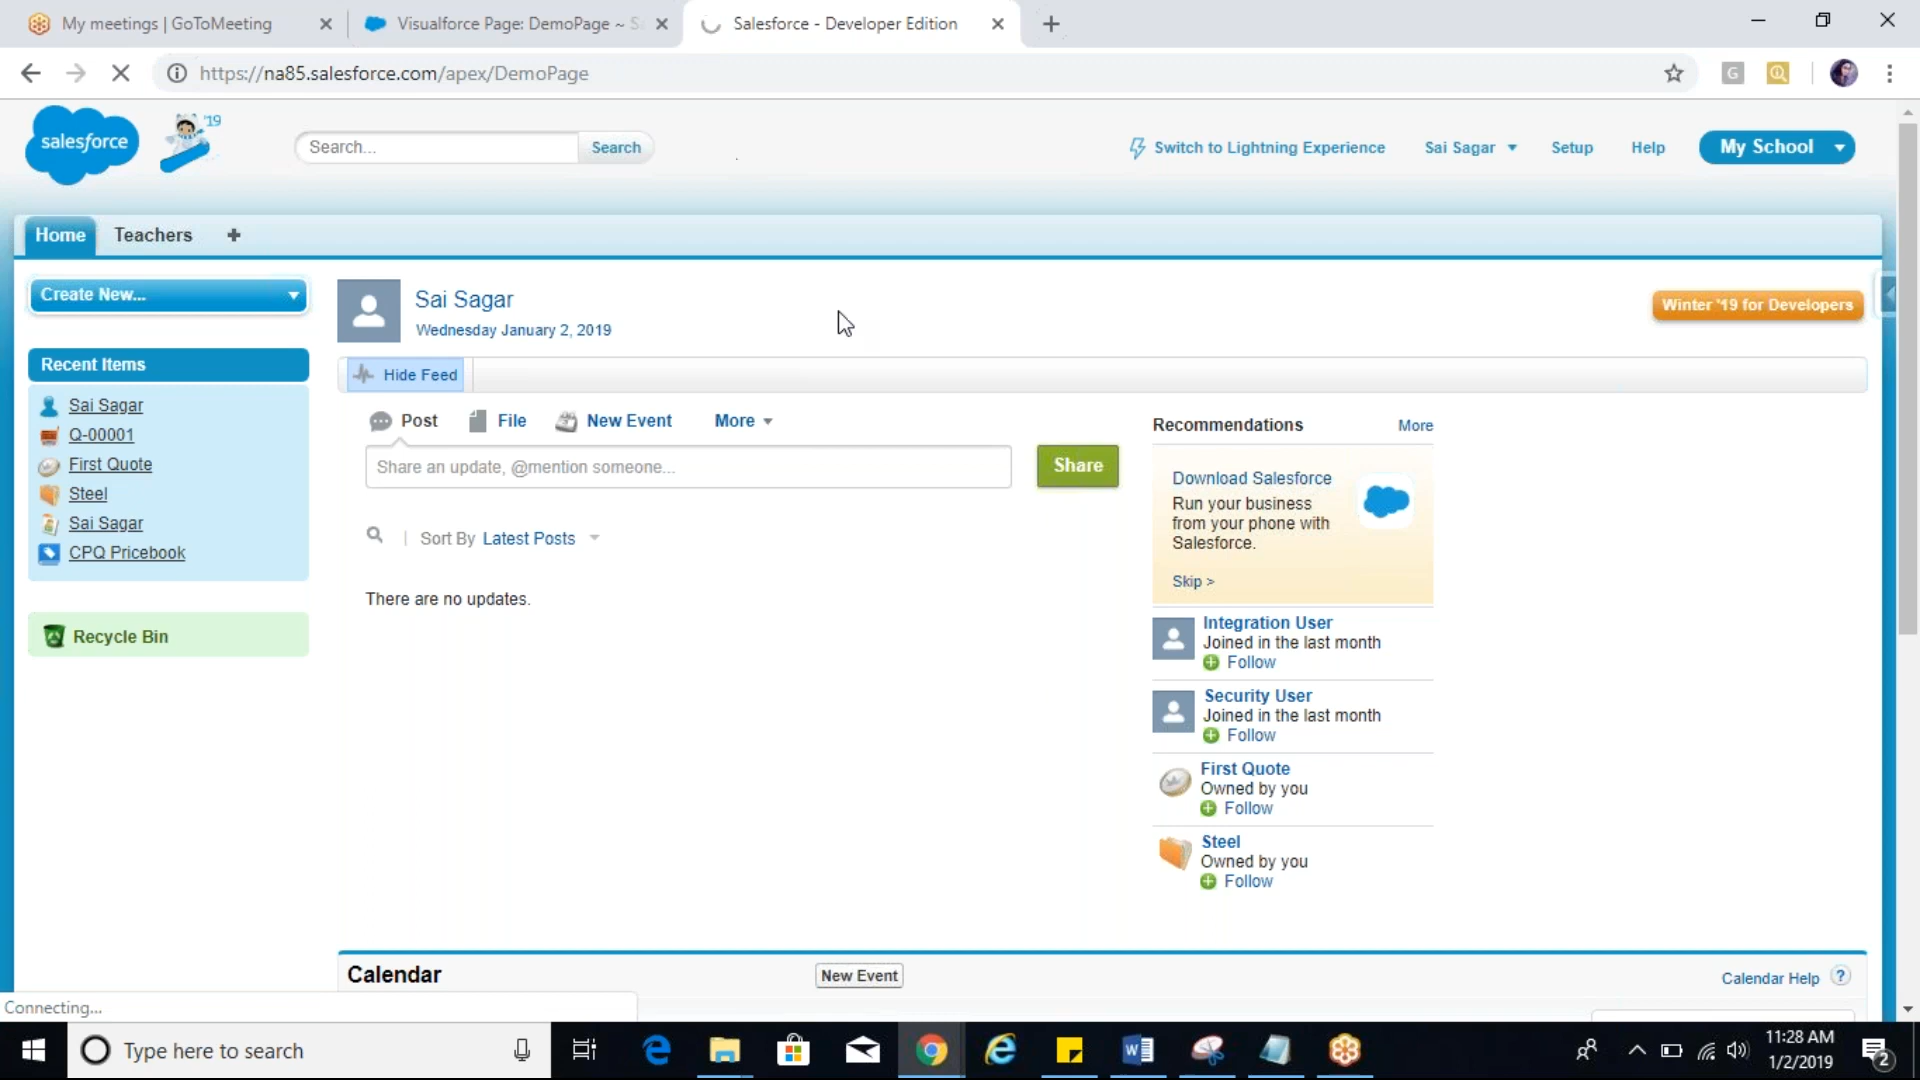 My meetings | GoToMeeting
Visualforce Page: DemoPage ~ S
Salesforce - Developer Edition
https://na85.salesforce.com/apex/DemoPage
G
salesforce
'19
Search...
Search
Switch to Lightning Experience
Sai Sagar
Setup
Help
My School
Home
Teachers
Create New...
Sai Sagar
Wednesday January 2, 2019
Winter '19 for Developers
Recent Items
Hide Feed
Sai Sagar
Q-00001
First Quote
Steel
Sai Sagar
CPQ Pricebook
Recycle Bin
Post
File
New Event
More
Share an update, @mention someone...
Share
Sort By Latest Posts
There are no updates.
Recommendations
More
Download Salesforce
Run your business
from your phone with
Salesforce.
Skip >
Integration User
Joined in the last month
Follow
Security User
Joined in the last month
Follow
First Quote
Owned by you
Follow
Steel
Owned by you
Follow
Calendar
New Event
Calendar Help ?
Connecting...
Type here to search
11:28 AM
1/2/2019
2